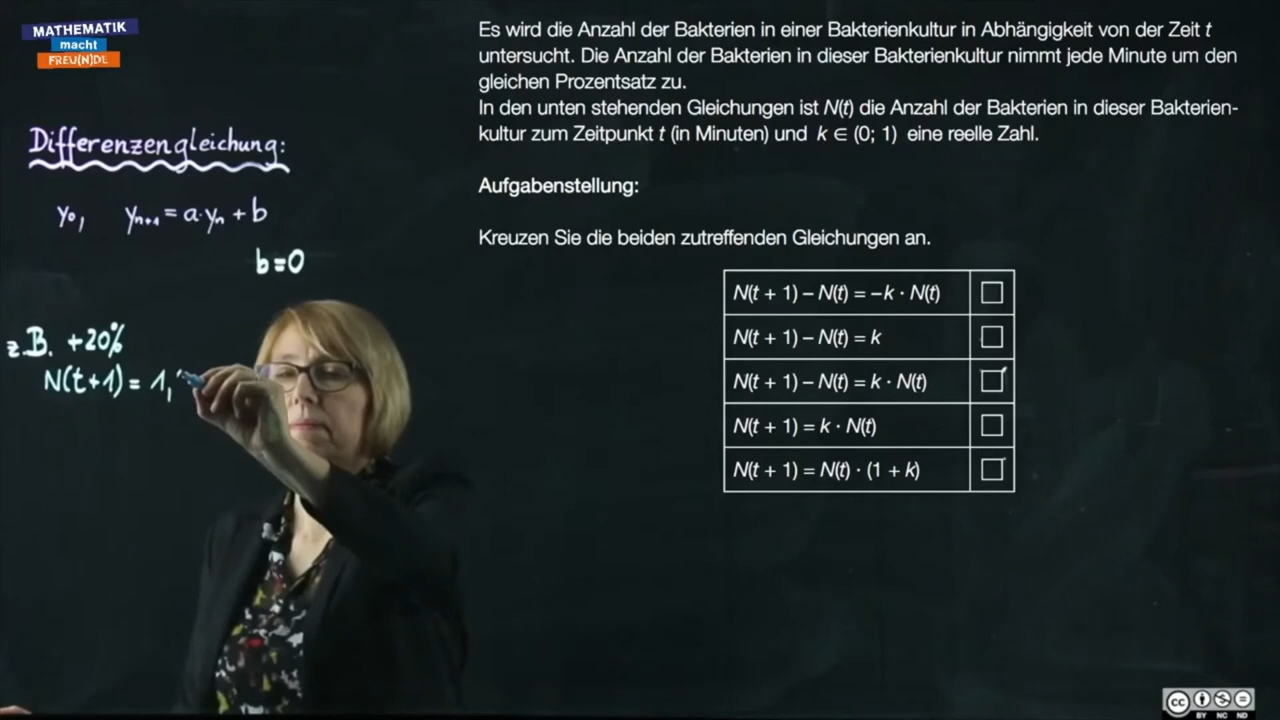 MATHEMATIK
macht
FREU(N)DE
Es wird die Anzahl der Bakterien in einer Bakterienkultur in Abhängigkeit von der Zeit t
untersucht. Die Anzahl der Bakterien in dieser Bakterienkultur nimmt jede Minute um den
gleichen Prozentsatz zu.
In den unten stehenden Gleichungen ist N(t) die Anzahl der Bakterien in dieser Bakterien-
kultur zum Zeitpunkt t (in Minuten) und k ∈ (0; 1) eine reelle Zahl.
Aufgabenstellung:
Kreuzen Sie die beiden zutreffenden Gleichungen an.
N(t + 1) – N(t) = –k · N(t)
N(t + 1) – N(t) = k
N(t + 1) – N(t) = k · N(t)
N(t + 1) = k · N(t)
N(t + 1) = N(t) · (1 + k)
Differenzengleichung:
y₀, yₙ₊₁ = a·yₙ + b
b=0
z.B. +20%
N(t+1) = 1,
cc BY NC ND